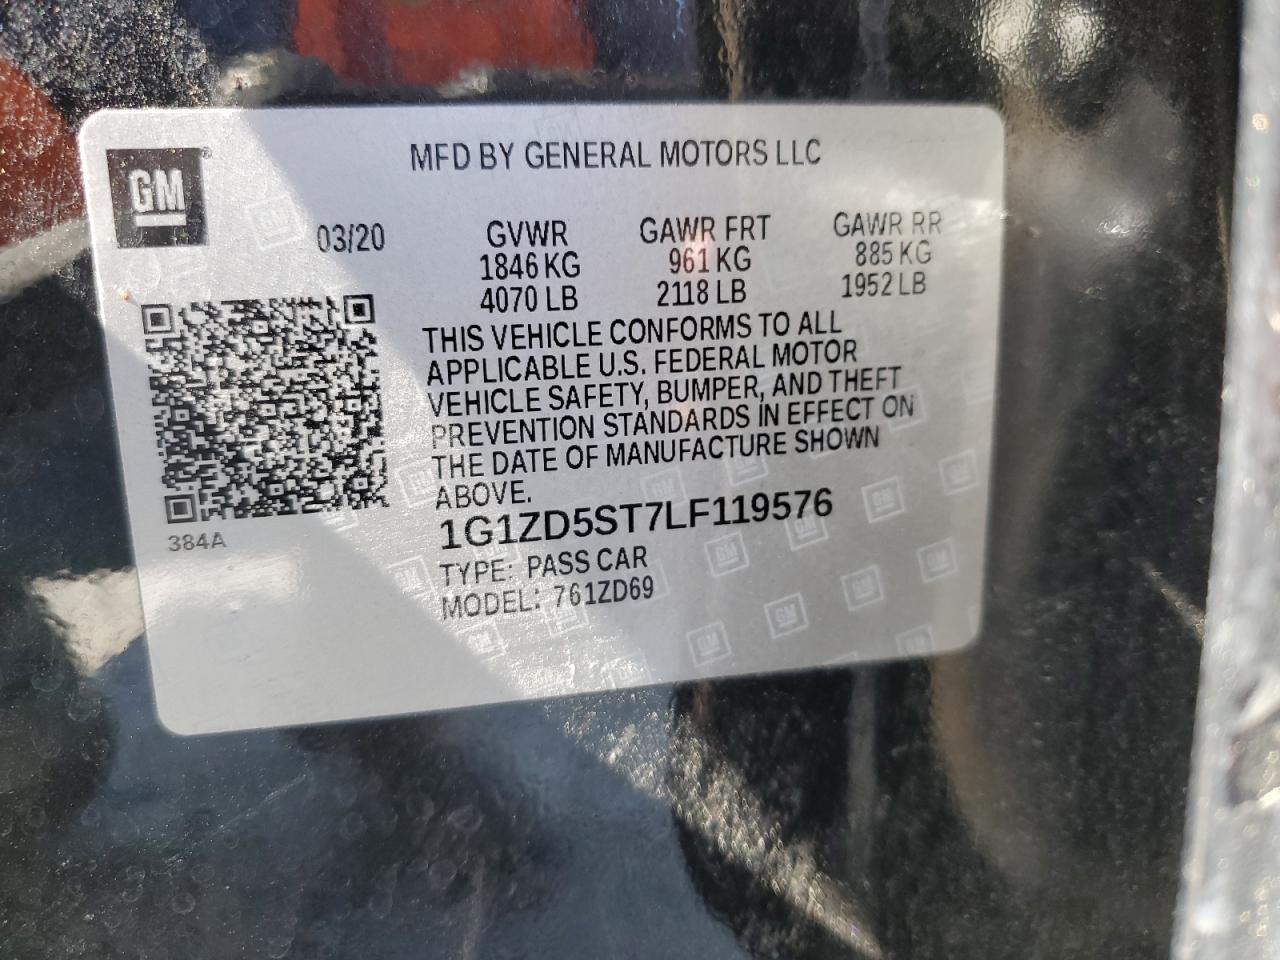 MFD BY GENERAL MOTORS LLC
GM
03/20
GVWR GAWR FRT GAWR RR
1846 KG 961 KG 885 KG
4070 LB 2118 LB 1952 LB
THIS VEHICLE CONFORMS TO ALL
APPLICABLE U.S. FEDERAL MOTOR
VEHICLE SAFETY, BUMPER, AND THEFT
PREVENTION STANDARDS IN EFFECT ON
THE DATE OF MANUFACTURE SHOWN
ABOVE.
384A
1G1ZD5ST7LF119576
TYPE: PASS CAR
MODEL: 761ZD69